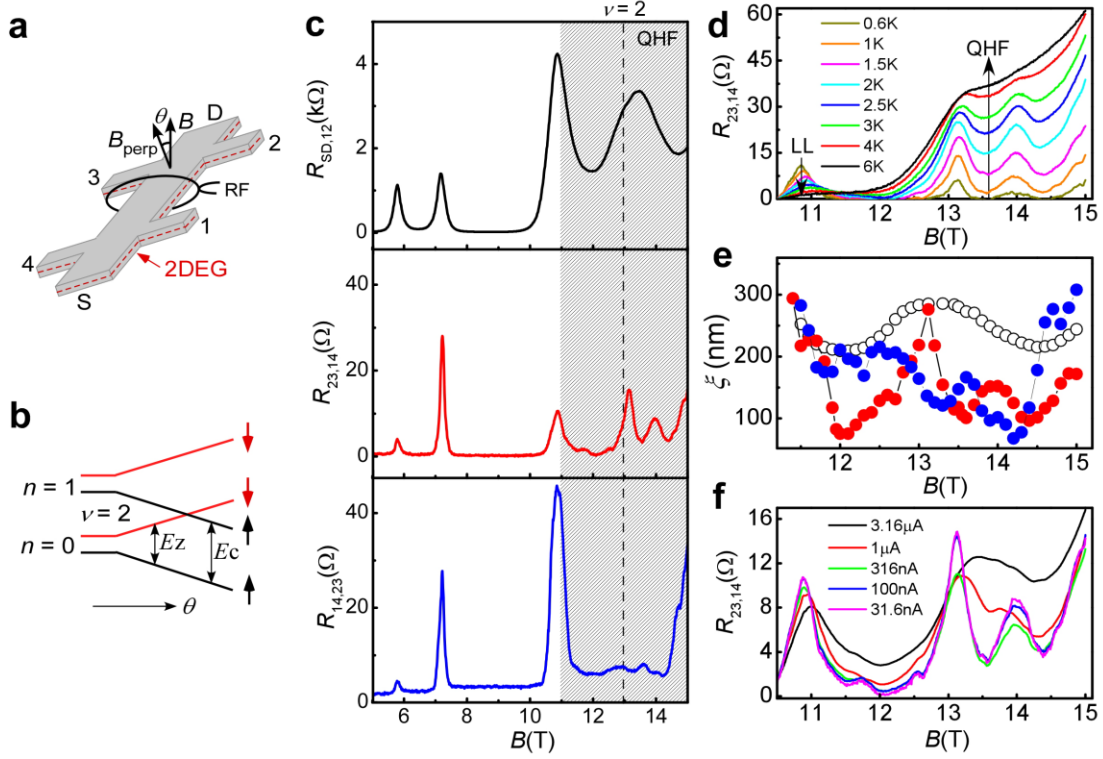 a
θ
B
D
B_perp
2
3
RF
1
4
2DEG
S
b
n = 1
ν = 2
n = 0
Ez
Ec
θ
c
ν = 2
QHF
R_SD,12(kΩ)
4
2
0
R_23,14(Ω)
40
20
0
R_14,23(Ω)
40
20
0
6 8 10 12 14
B(T)
d
R_23,14(Ω)
60
45
30
15
0
0.6K
1K
1.5K
2K
2.5K
3K
4K
6K
QHF
LL
11 12 13 14 15
B(T)
e
ξ (nm)
300
200
100
12 13 14 15
B(T)
f
R_23,14(Ω)
16
12
8
4
0
3.16μA
1μA
316nA
100nA
31.6nA
11 12 13 14 15
B(T)